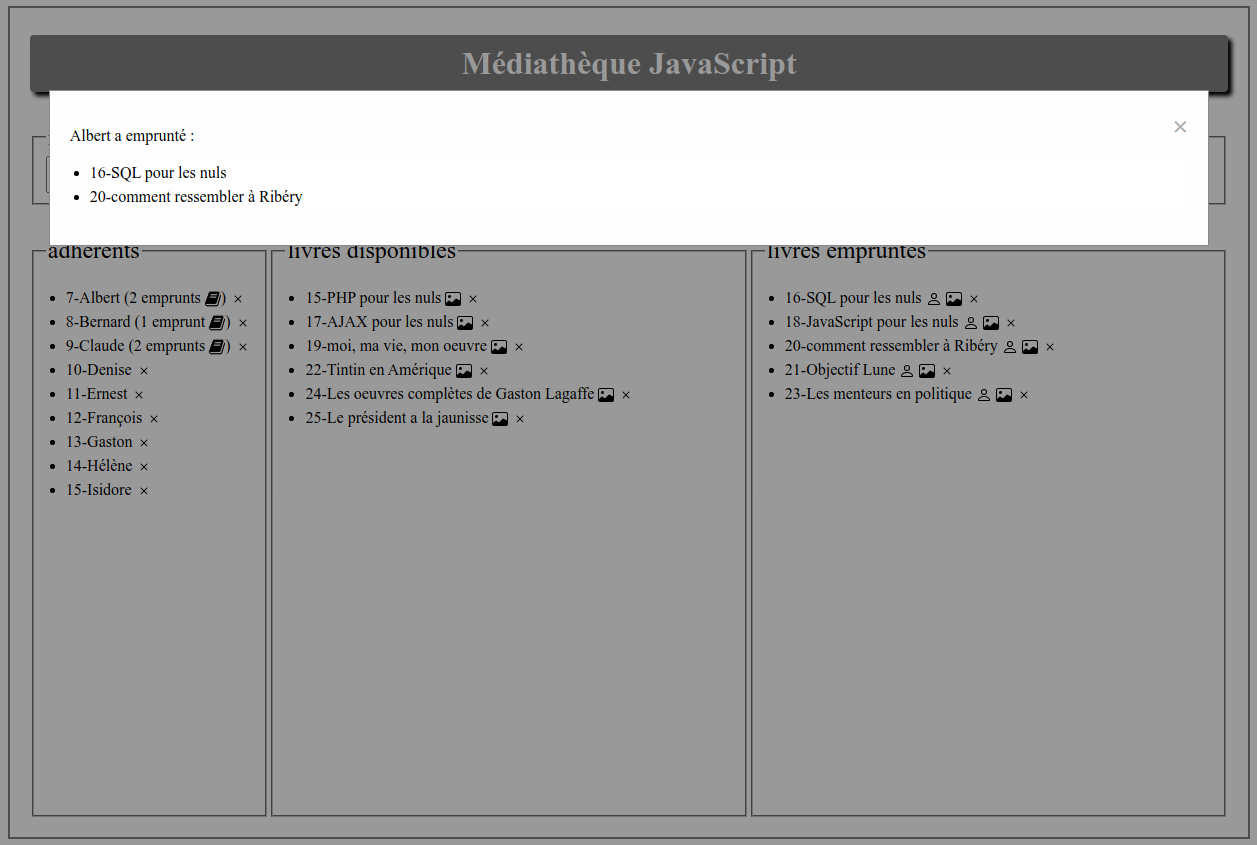 Médiathèque JavaScript
×
Albert a emprunté :
16-SQL pour les nuls
20-comment ressembler à Ribéry
adhérents
7-Albert (2 emprunts ) ×
8-Bernard (1 emprunt ) ×
9-Claude (2 emprunts ) ×
10-Denise ×
11-Ernest ×
12-François ×
13-Gaston ×
14-Hélène ×
15-Isidore ×
livres disponibles
15-PHP pour les nuls ×
17-AJAX pour les nuls ×
19-moi, ma vie, mon oeuvre ×
22-Tintin en Amérique ×
24-Les oeuvres complètes de Gaston Lagaffe ×
25-Le président a la jaunisse ×
livres empruntés
16-SQL pour les nuls ×
18-JavaScript pour les nuls ×
20-comment ressembler à Ribéry ×
21-Objectif Lune ×
23-Les menteurs en politique ×